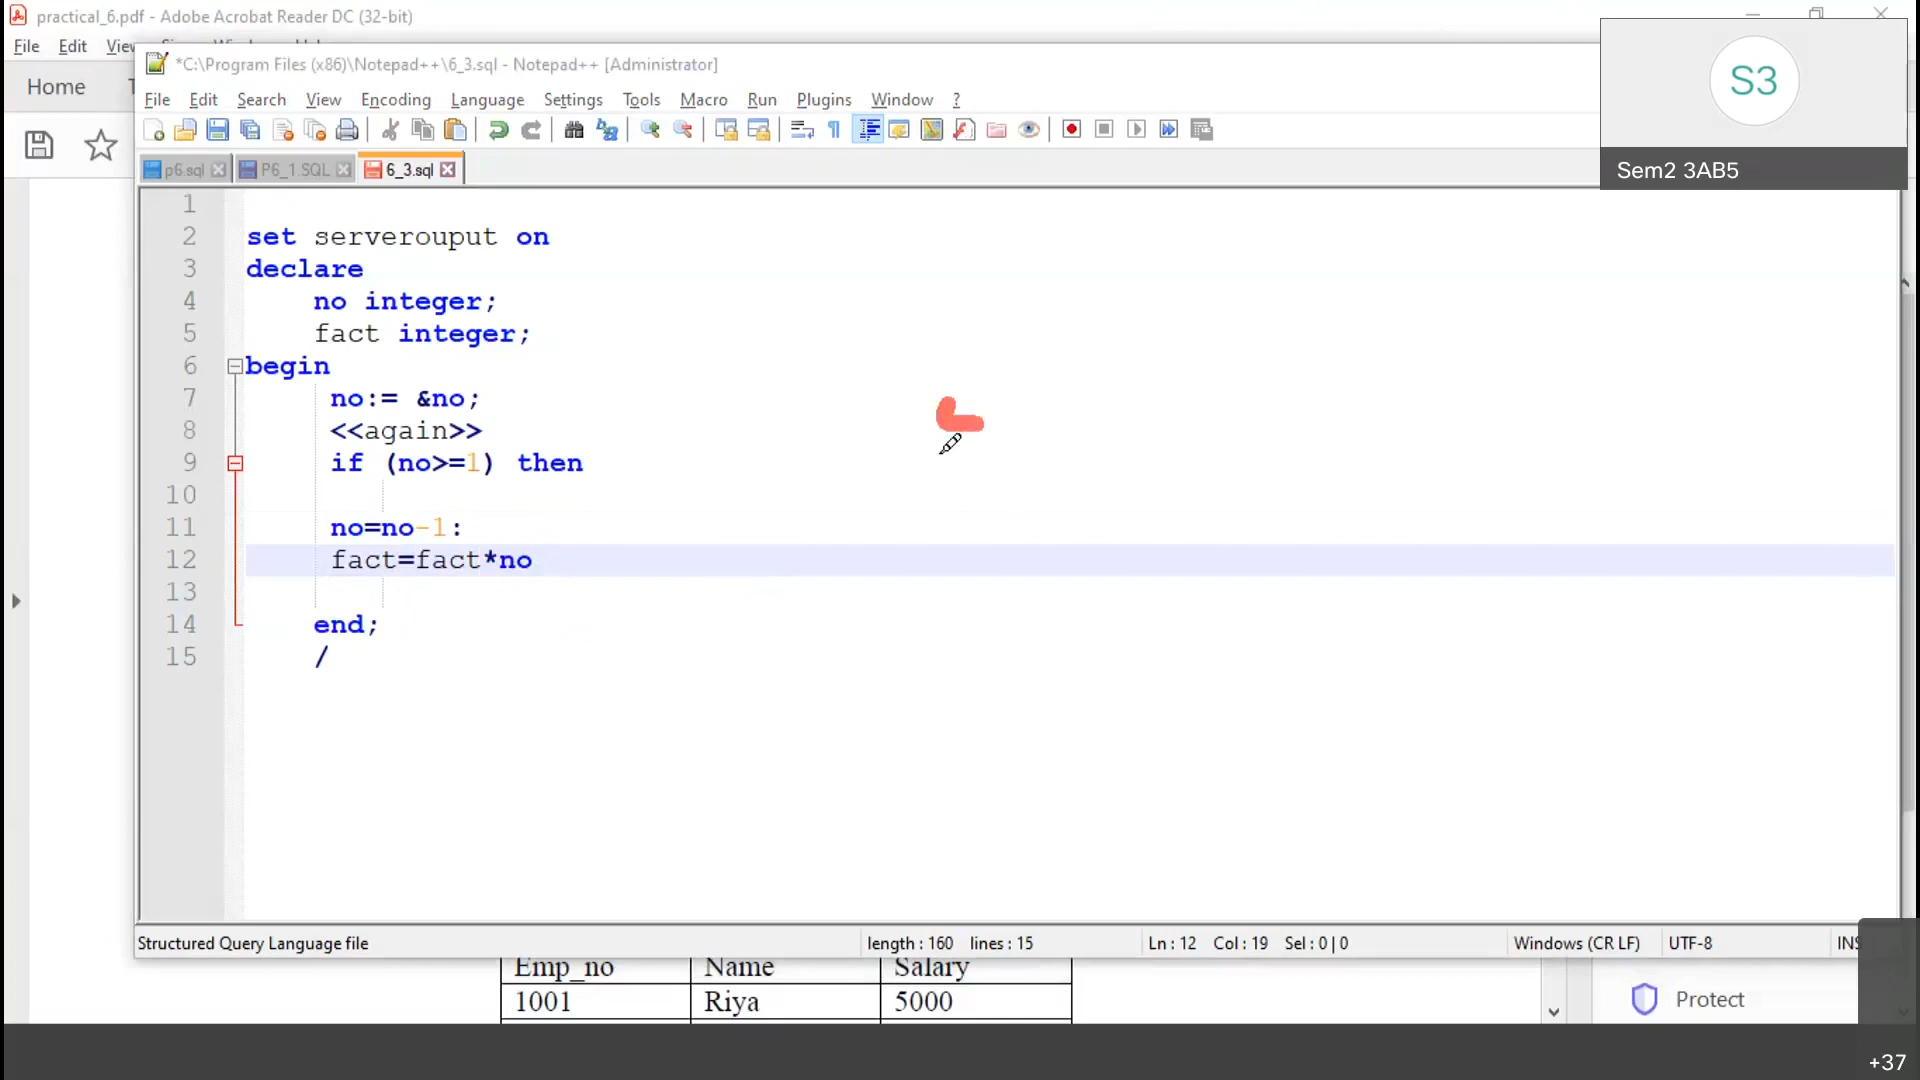 practical_6.pdf - Adobe Acrobat Reader DC (32-bit)
File Edit View
Home
*C:\Program Files (x86)\Notepad++\6_3.sql - Notepad++ [Administrator]
File Edit Search View Encoding Language Settings Tools Macro Run Plugins Window ?
p6.sql P6_1.SQL 6_3.sql
S3
Sem2 3AB5
1
2 set serverouput on
3 declare
4 no integer;
5 fact integer;
6 begin
7 no:= &no;
8 <<again>>
9 if (no>=1) then
10
11 no=no-1:
12 fact=fact*no
13
14 end;
15 /
Structured Query Language file length : 160 lines : 15 Ln : 12 Col : 19 Sel : 0 | 0 Windows (CR LF) UTF-8 INS
Emp_no Name Salary
1001 Riya 5000
Protect
+37